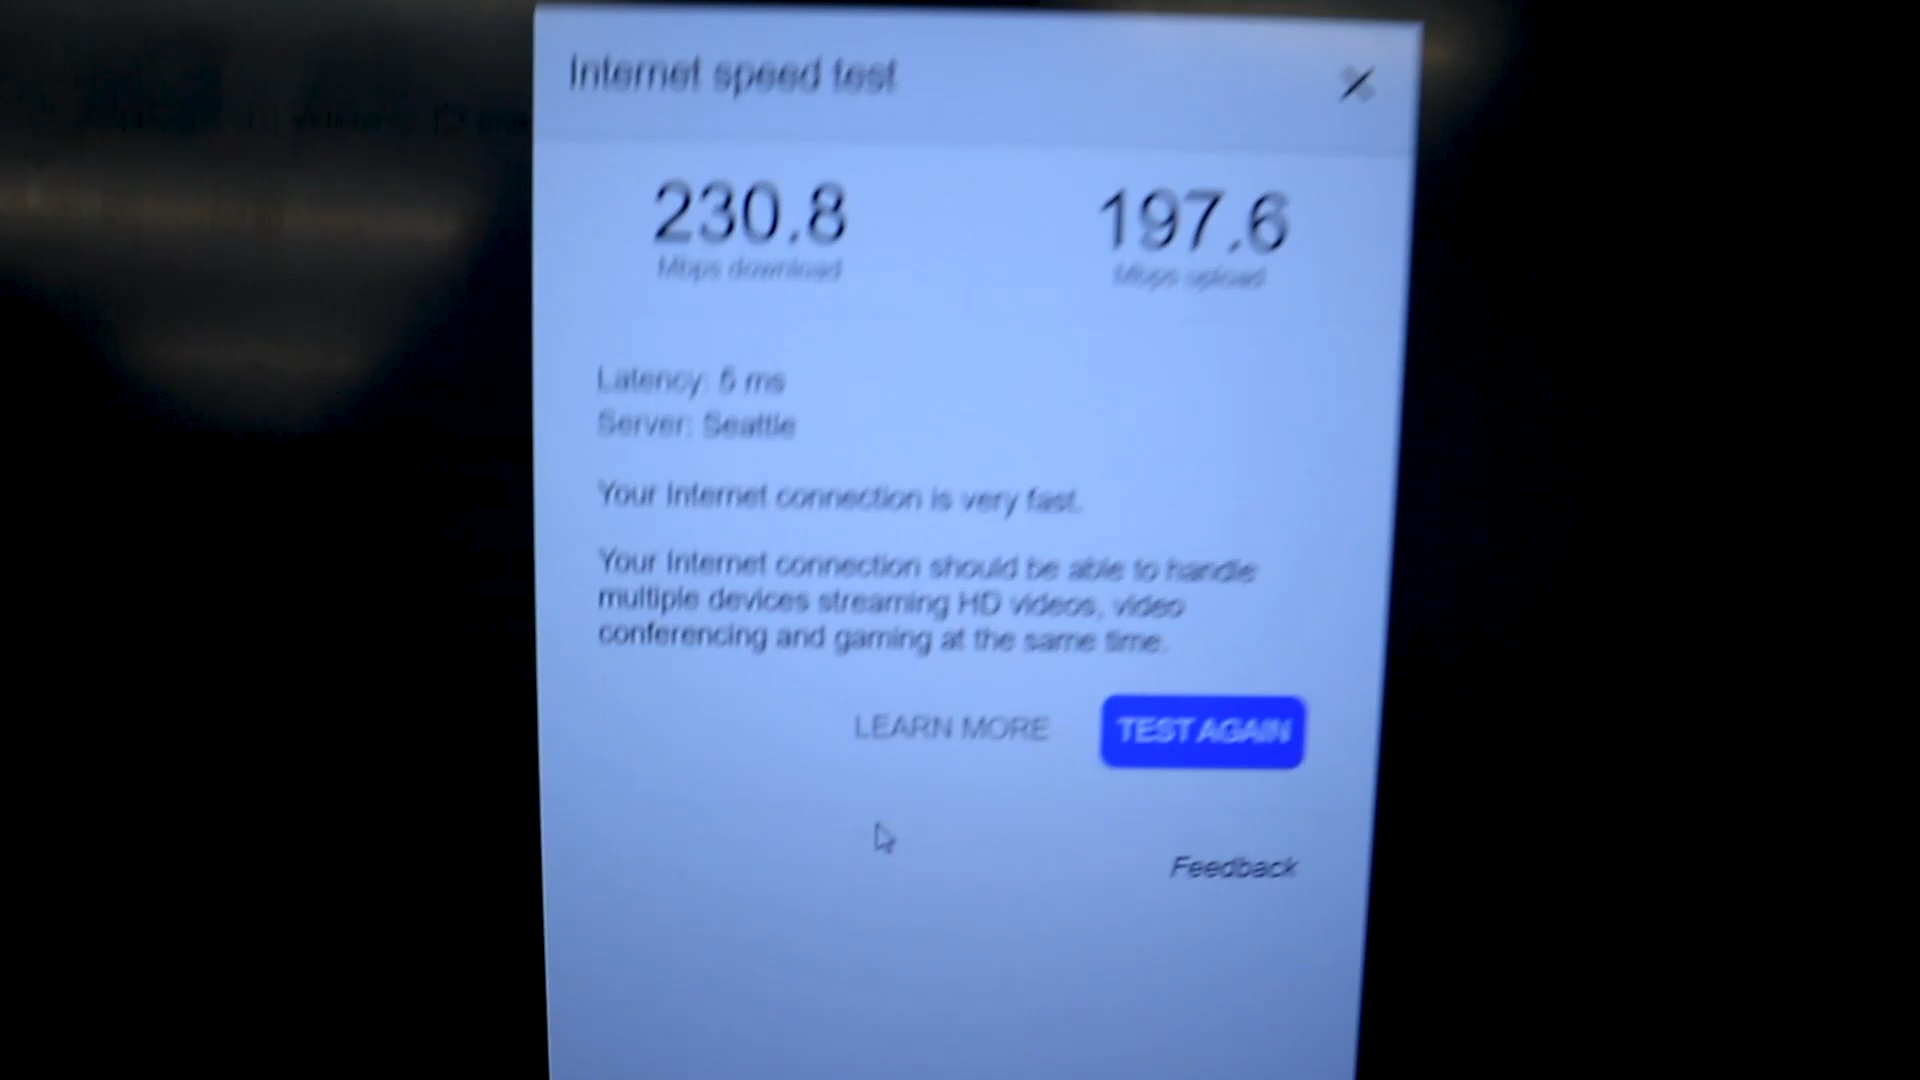 Internet speed test
230.8
197.6
Mbps download
Mbps upload
Latency: 5 ms
Server: Seattle
Your Internet connection is very fast.
Your Internet connection should be able to handle
multiple devices streaming HD videos, video
conferencing and gaming at the same time.
LEARN MORE
TEST AGAIN
Feedback